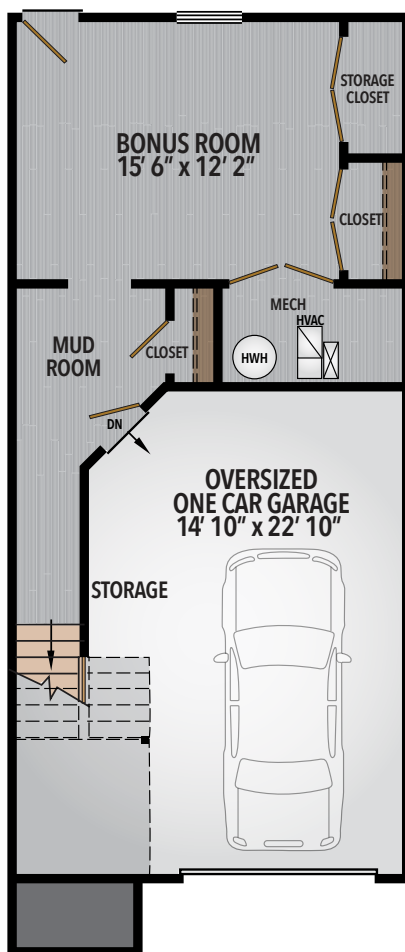 STORAGE
CLOSET
BONUS ROOM
15' 6" x 12' 2"
CLOSET
MECH
HVAC
HWH
MUD
ROOM
CLOSET
DN
OVERSIZED
ONE CAR GARAGE
14' 10" x 22' 10"
STORAGE